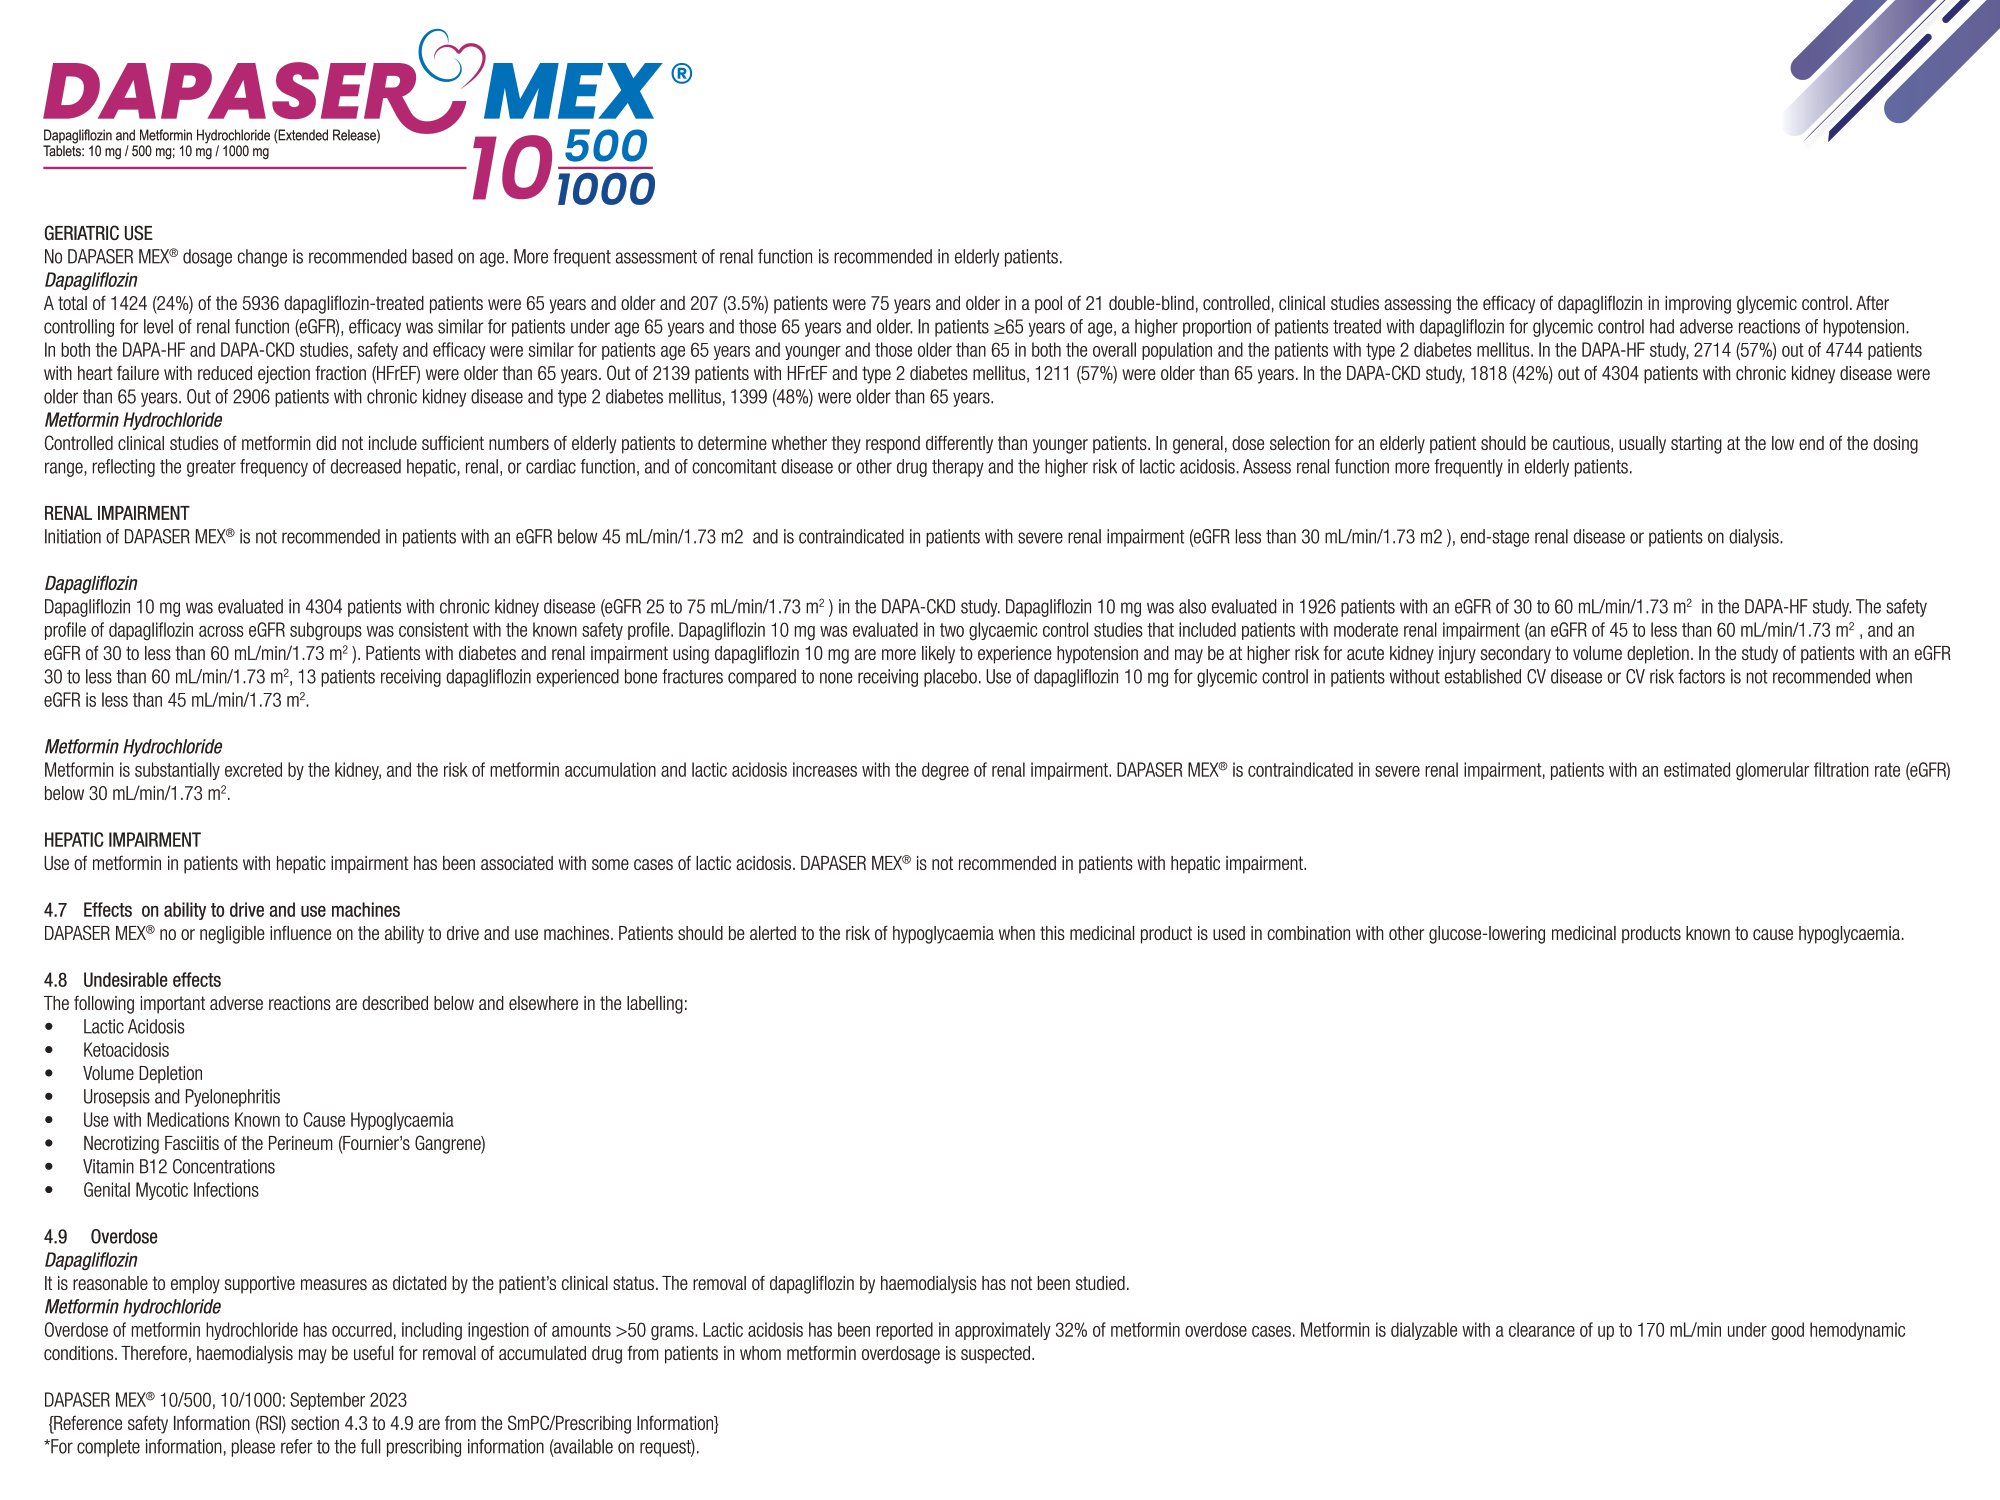 DAPASER MEX®
Dapagliflozin and Metformin Hydrochloride (Extended Release)
Tablets: 10 mg / 500 mg; 10 mg / 1000 mg
10 500
1000
GERIATRIC USE
No DAPASER MEX® dosage change is recommended based on age. More frequent assessment of renal function is recommended in elderly patients.
Dapagliflozin
A total of 1424 (24%) of the 5936 dapagliflozin-treated patients were 65 years and older and 207 (3.5%) patients were 75 years and older in a pool of 21 double-blind, controlled, clinical studies assessing the efficacy of dapagliflozin in improving glycemic control. After
controlling for level of renal function (eGFR), efficacy was similar for patients under age 65 years and those 65 years and older. In patients ≥65 years of age, a higher proportion of patients treated with dapagliflozin for glycemic control had adverse reactions of hypotension.
In both the DAPA-HF and DAPA-CKD studies, safety and efficacy were similar for patients age 65 years and younger and those older than 65 in both the overall population and the patients with type 2 diabetes mellitus. In the DAPA-HF study, 2714 (57%) out of 4744 patients
with heart failure with reduced ejection fraction (HFrEF) were older than 65 years. Out of 2139 patients with HFrEF and type 2 diabetes mellitus, 1211 (57%) were older than 65 years. In the DAPA-CKD study, 1818 (42%) out of 4304 patients with chronic kidney disease were
older than 65 years. Out of 2906 patients with chronic kidney disease and type 2 diabetes mellitus, 1399 (48%) were older than 65 years.
Metformin Hydrochloride
Controlled clinical studies of metformin did not include sufficient numbers of elderly patients to determine whether they respond differently than younger patients. In general, dose selection for an elderly patient should be cautious, usually starting at the low end of the dosing
range, reflecting the greater frequency of decreased hepatic, renal, or cardiac function, and of concomitant disease or other drug therapy and the higher risk of lactic acidosis. Assess renal function more frequently in elderly patients.
RENAL IMPAIRMENT
Initiation of DAPASER MEX® is not recommended in patients with an eGFR below 45 mL/min/1.73 m2 and is contraindicated in patients with severe renal impairment (eGFR less than 30 mL/min/1.73 m2 ), end-stage renal disease or patients on dialysis.
Dapagliflozin
Dapagliflozin 10 mg was evaluated in 4304 patients with chronic kidney disease (eGFR 25 to 75 mL/min/1.73 m² ) in the DAPA-CKD study. Dapagliflozin 10 mg was also evaluated in 1926 patients with an eGFR of 30 to 60 mL/min/1.73 m² in the DAPA-HF study. The safety
profile of dapagliflozin across eGFR subgroups was consistent with the known safety profile. Dapagliflozin 10 mg was evaluated in two glycaemic control studies that included patients with moderate renal impairment (an eGFR of 45 to less than 60 mL/min/1.73 m² , and an
eGFR of 30 to less than 60 mL/min/1.73 m² ). Patients with diabetes and renal impairment using dapagliflozin 10 mg are more likely to experience hypotension and may be at higher risk for acute kidney injury secondary to volume depletion. In the study of patients with an eGFR
30 to less than 60 mL/min/1.73 m², 13 patients receiving dapagliflozin experienced bone fractures compared to none receiving placebo. Use of dapagliflozin 10 mg for glycemic control in patients without established CV disease or CV risk factors is not recommended when
eGFR is less than 45 mL/min/1.73 m².
Metformin Hydrochloride
Metformin is substantially excreted by the kidney, and the risk of metformin accumulation and lactic acidosis increases with the degree of renal impairment. DAPASER MEX® is contraindicated in severe renal impairment, patients with an estimated glomerular filtration rate (eGFR)
below 30 mL/min/1.73 m².
HEPATIC IMPAIRMENT
Use of metformin in patients with hepatic impairment has been associated with some cases of lactic acidosis. DAPASER MEX® is not recommended in patients with hepatic impairment.
4.7 Effects on ability to drive and use machines
DAPASER MEX® no or negligible influence on the ability to drive and use machines. Patients should be alerted to the risk of hypoglycaemia when this medicinal product is used in combination with other glucose-lowering medicinal products known to cause hypoglycaemia.
4.8 Undesirable effects
The following important adverse reactions are described below and elsewhere in the labelling:
• Lactic Acidosis
• Ketoacidosis
• Volume Depletion
• Urosepsis and Pyelonephritis
• Use with Medications Known to Cause Hypoglycaemia
• Necrotizing Fasciitis of the Perineum (Fournier's Gangrene)
• Vitamin B12 Concentrations
• Genital Mycotic Infections
4.9 Overdose
Dapagliflozin
It is reasonable to employ supportive measures as dictated by the patient's clinical status. The removal of dapagliflozin by haemodialysis has not been studied.
Metformin hydrochloride
Overdose of metformin hydrochloride has occurred, including ingestion of amounts >50 grams. Lactic acidosis has been reported in approximately 32% of metformin overdose cases. Metformin is dialyzable with a clearance of up to 170 mL/min under good hemodynamic
conditions. Therefore, haemodialysis may be useful for removal of accumulated drug from patients in whom metformin overdosage is suspected.
DAPASER MEX® 10/500, 10/1000: September 2023
{Reference safety Information (RSI) section 4.3 to 4.9 are from the SmPC/Prescribing Information}
*For complete information, please refer to the full prescribing information (available on request).